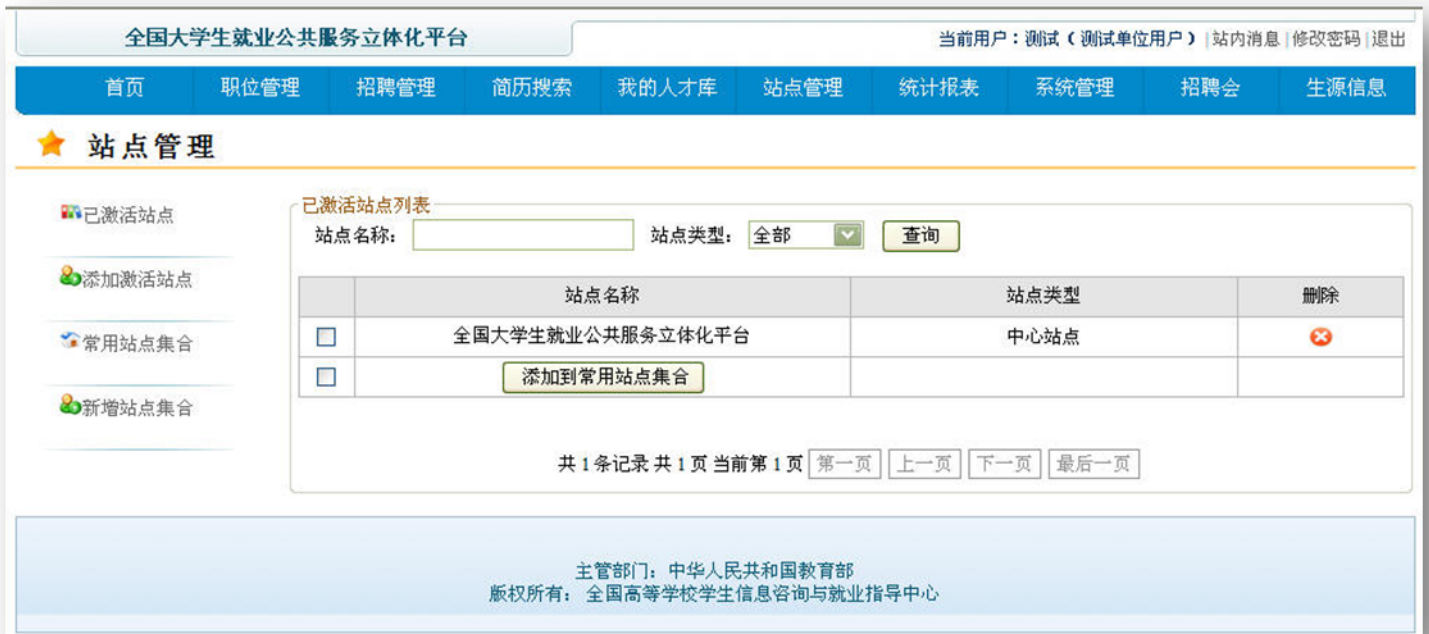 全国大学生就业公共服务立体化平台
当前用户：测试（测试单位用户） |站内消息 |修改密码 |退出
首页 职位管理 招聘管理 简历搜索 我的人才库 站点管理 统计报表 系统管理 招聘会 生源信息
站点管理
已激活站点
添加激活站点
常用站点集合
新增站点集合
已激活站点列表
站点名称： 站点类型： 全部 查询
站点名称 站点类型 删除
全国大学生就业公共服务立体化平台 中心站点
添加到常用站点集合
共 1 条记录 共 1 页 当前第 1 页 第一页 上一页 下一页 最后一页
主管部门：中华人民共和国教育部
版权所有： 全国高等学校学生信息咨询与就业指导中心